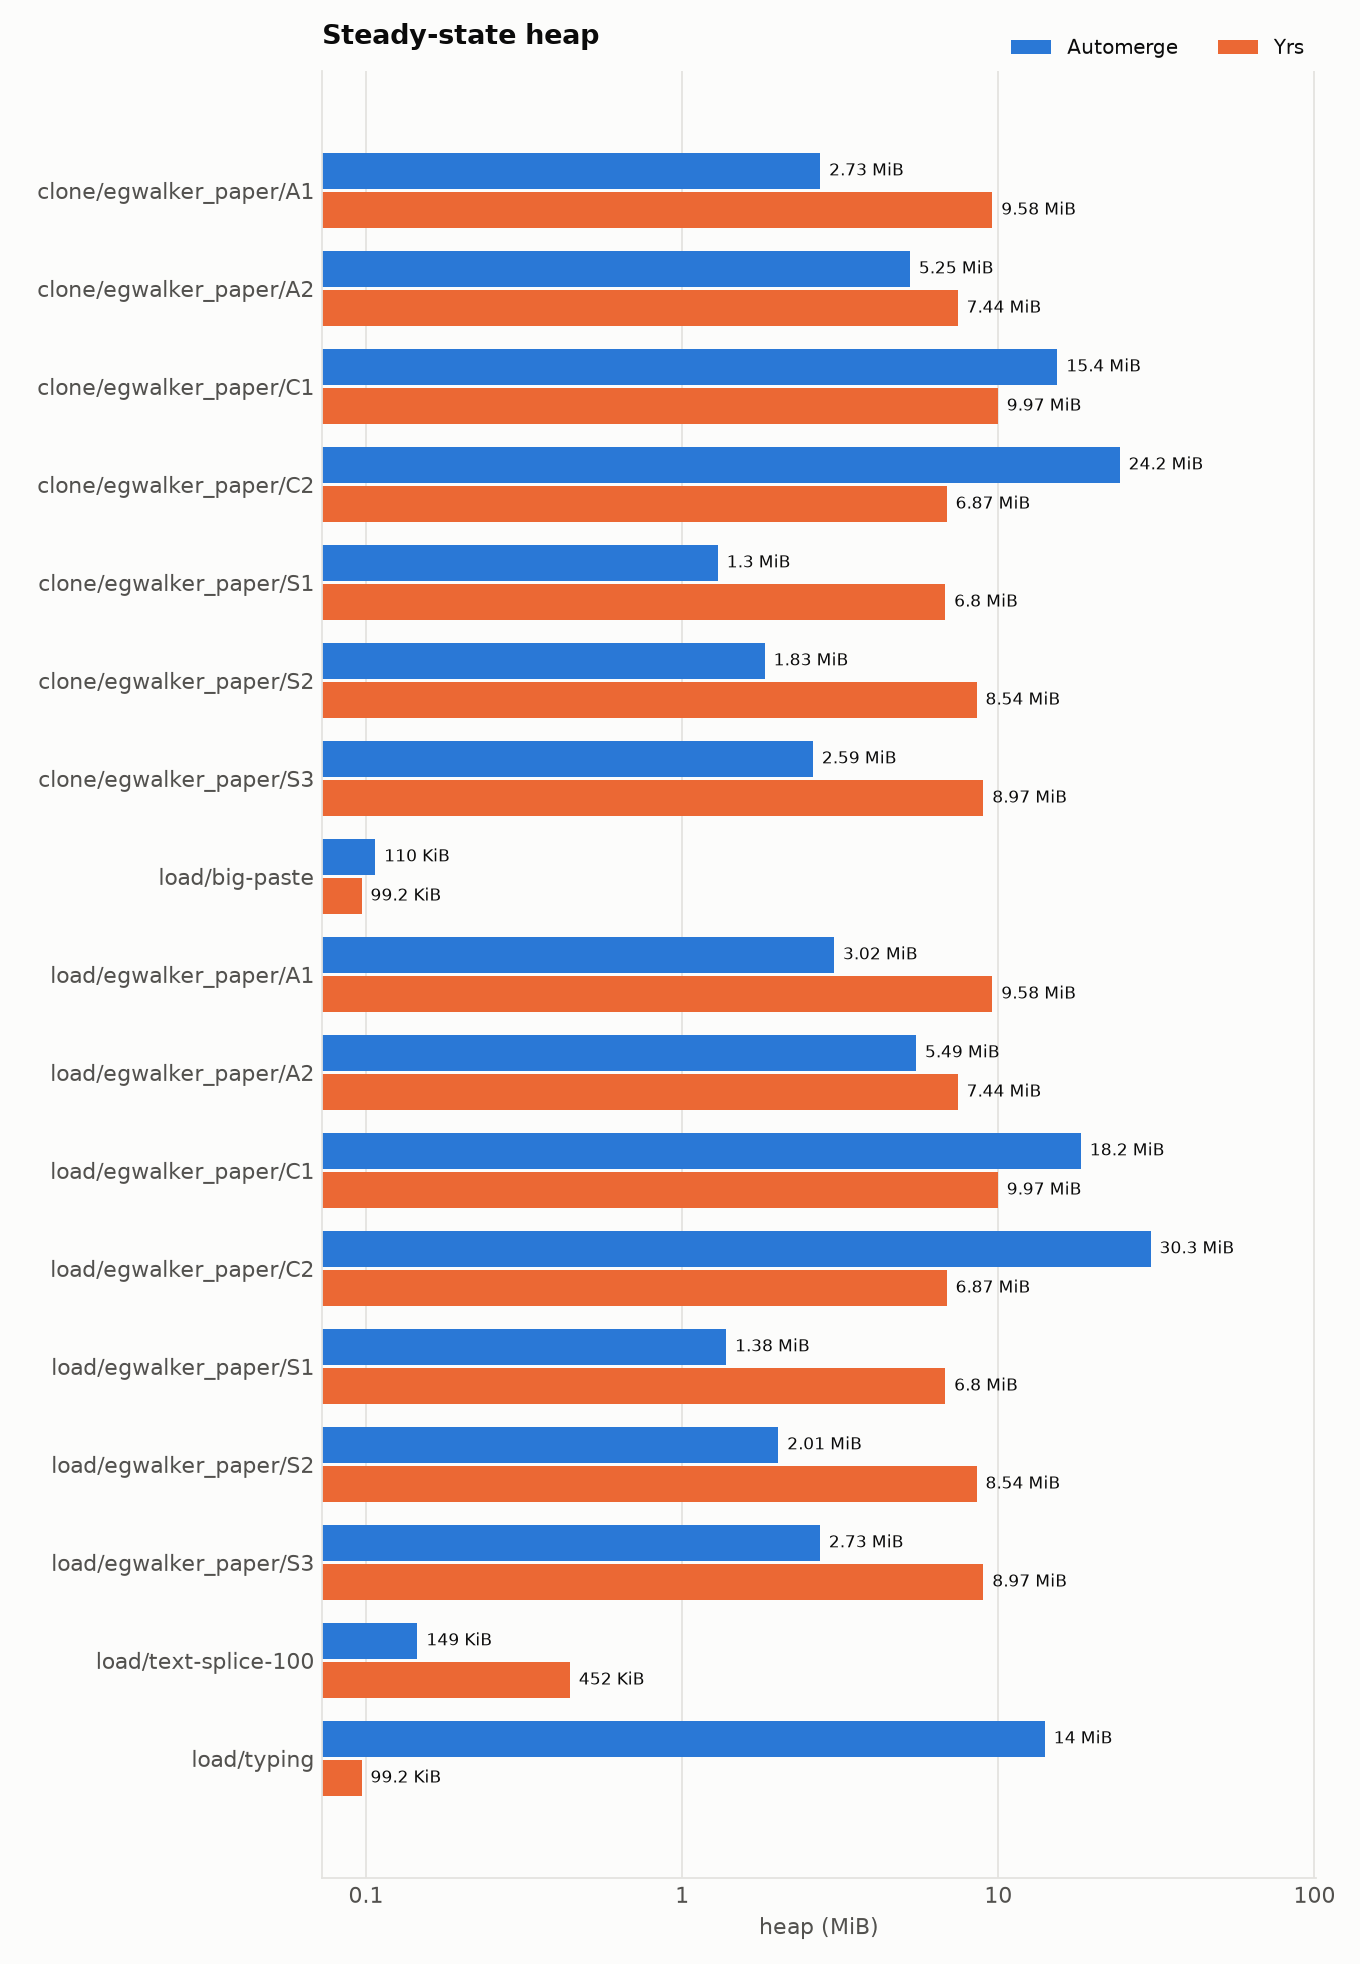 Steady-state heap
Automerge Yrs
clone/egwalker_paper/A1
2.73 MiB
9.58 MiB
clone/egwalker_paper/A2
5.25 MiB
7.44 MiB
clone/egwalker_paper/C1
15.4 MiB
9.97 MiB
clone/egwalker_paper/C2
24.2 MiB
6.87 MiB
clone/egwalker_paper/S1
1.3 MiB
6.8 MiB
clone/egwalker_paper/S2
1.83 MiB
8.54 MiB
clone/egwalker_paper/S3
2.59 MiB
8.97 MiB
load/big-paste
110 KiB
99.2 KiB
load/egwalker_paper/A1
3.02 MiB
9.58 MiB
load/egwalker_paper/A2
5.49 MiB
7.44 MiB
load/egwalker_paper/C1
18.2 MiB
9.97 MiB
load/egwalker_paper/C2
30.3 MiB
6.87 MiB
load/egwalker_paper/S1
1.38 MiB
6.8 MiB
load/egwalker_paper/S2
2.01 MiB
8.54 MiB
load/egwalker_paper/S3
2.73 MiB
8.97 MiB
load/text-splice-100
149 KiB
452 KiB
load/typing
14 MiB
99.2 KiB
0.1 1 10 100
heap (MiB)